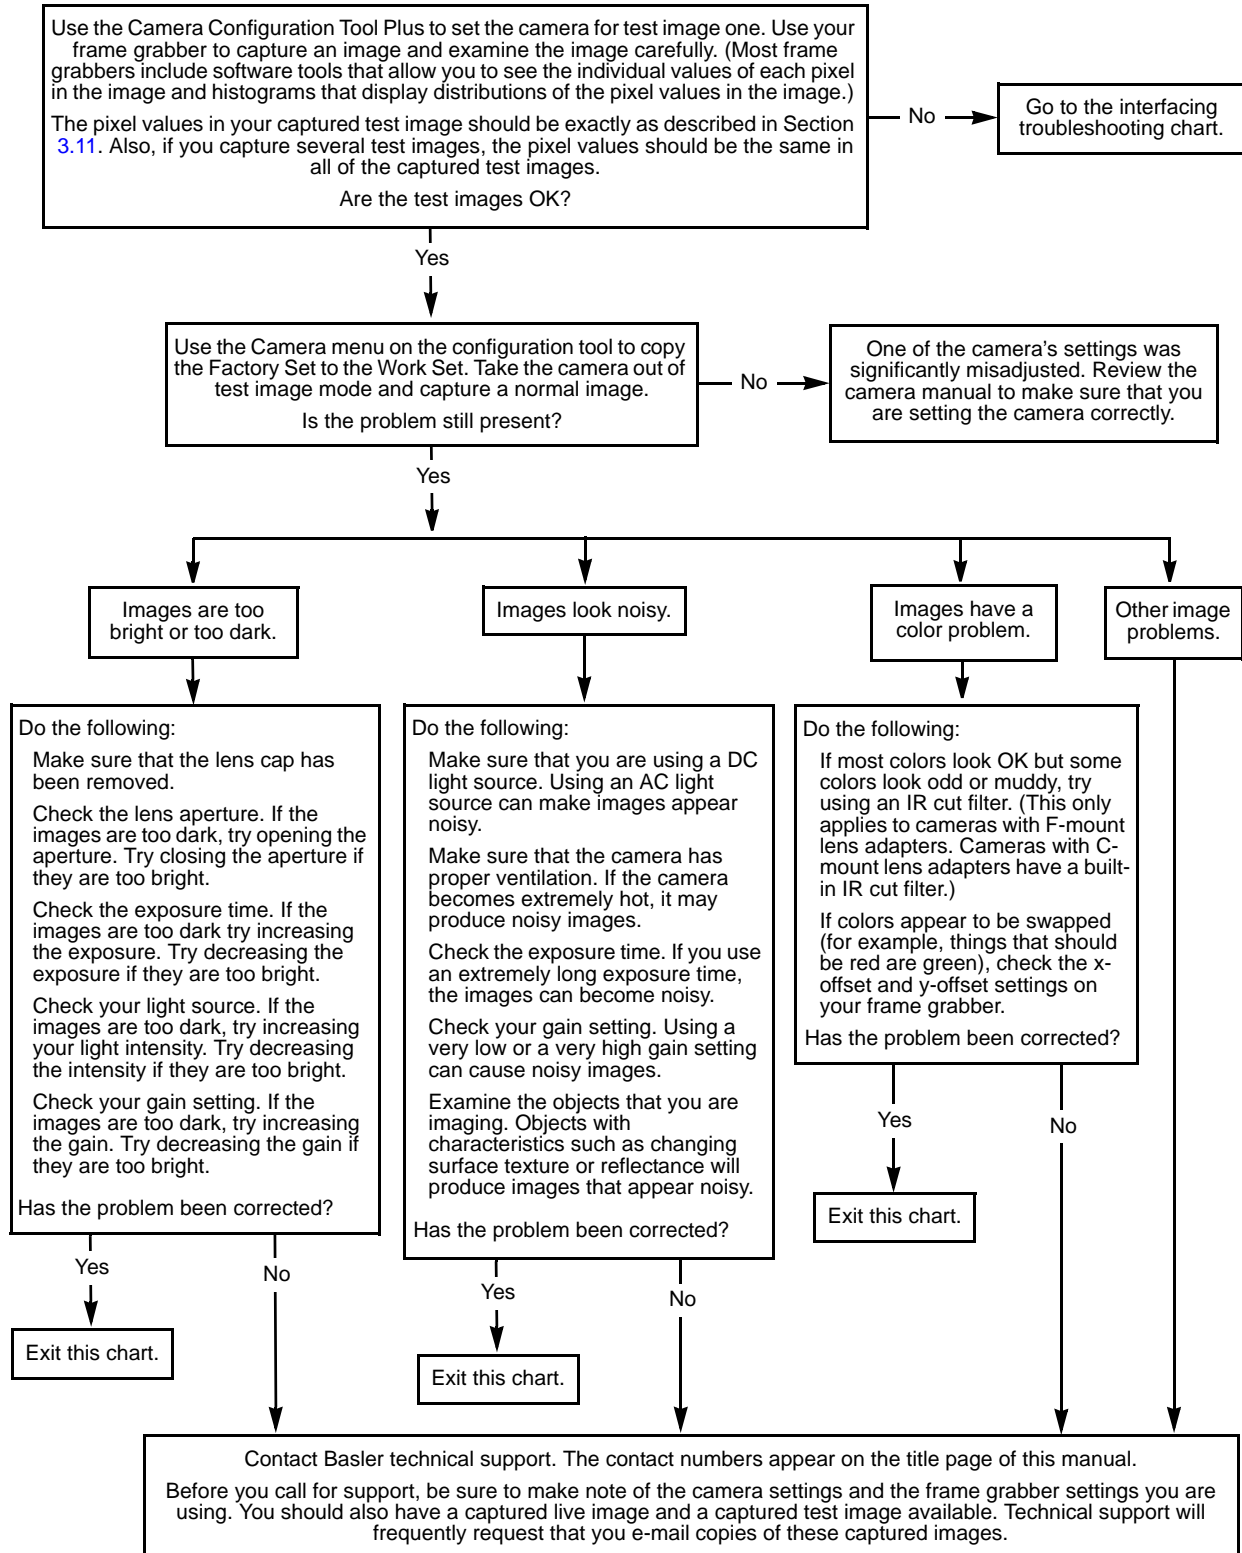 Use the Camera Configuration Tool Plus to set the camera for test image one. Use your
frame grabber to capture an image and examine the image carefully. (Most frame
grabbers include software tools that allow you to see the individual values of each pixel
in the image and histograms that display distributions of the pixel values in the image.)
The pixel values in your captured test image should be exactly as described in Section
3.11. Also, if you capture several test images, the pixel values should be the same in
all of the captured test images.
Are the test images OK?
No
Go to the interfacing
troubleshooting chart.
Yes
Use the Camera menu on the configuration tool to copy
the Factory Set to the Work Set. Take the camera out of
test image mode and capture a normal image.
Is the problem still present?
No
One of the camera's settings was
significantly misadjusted. Review the
camera manual to make sure that you
are setting the camera correctly.
Yes
Images are too
bright or too dark.
Images look noisy.
Images have a
color problem.
Other image
problems.
Do the following:
Make sure that the lens cap has
been removed.
Check the lens aperture. If the
images are too dark, try opening the
aperture. Try closing the aperture if
they are too bright.
Check the exposure time. If the
images are too dark try increasing
the exposure. Try decreasing the
exposure if they are too bright.
Check your light source. If the
images are too dark, try increasing
your light intensity. Try decreasing
the intensity if they are too bright.
Check your gain setting. If the
images are too dark, try increasing
the gain. Try decreasing the gain if
they are too bright.
Has the problem been corrected?
Yes
No
Exit this chart.
Do the following:
Make sure that you are using a DC
light source. Using an AC light
source can make images appear
noisy.
Make sure that the camera has
proper ventilation. If the camera
becomes extremely hot, it may
produce noisy images.
Check the exposure time. If you use
an extremely long exposure time,
the images can become noisy.
Check your gain setting. Using a
very low or a very high gain setting
can cause noisy images.
Examine the objects that you are
imaging. Objects with
characteristics such as changing
surface texture or reflectance will
produce images that appear noisy.
Has the problem been corrected?
Yes
No
Exit this chart.
Do the following:
If most colors look OK but some
colors look odd or muddy, try
using an IR cut filter. (This only
applies to cameras with F-mount
lens adapters. Cameras with C-
mount lens adapters have a built-
in IR cut filter.)
If colors appear to be swapped
(for example, things that should
be red are green), check the x-
offset and y-offset settings on
your frame grabber.
Has the problem been corrected?
Yes
No
Exit this chart.
Contact Basler technical support. The contact numbers appear on the title page of this manual.
Before you call for support, be sure to make note of the camera settings and the frame grabber settings you are
using. You should also have a captured live image and a captured test image available. Technical support will
frequently request that you e-mail copies of these captured images.